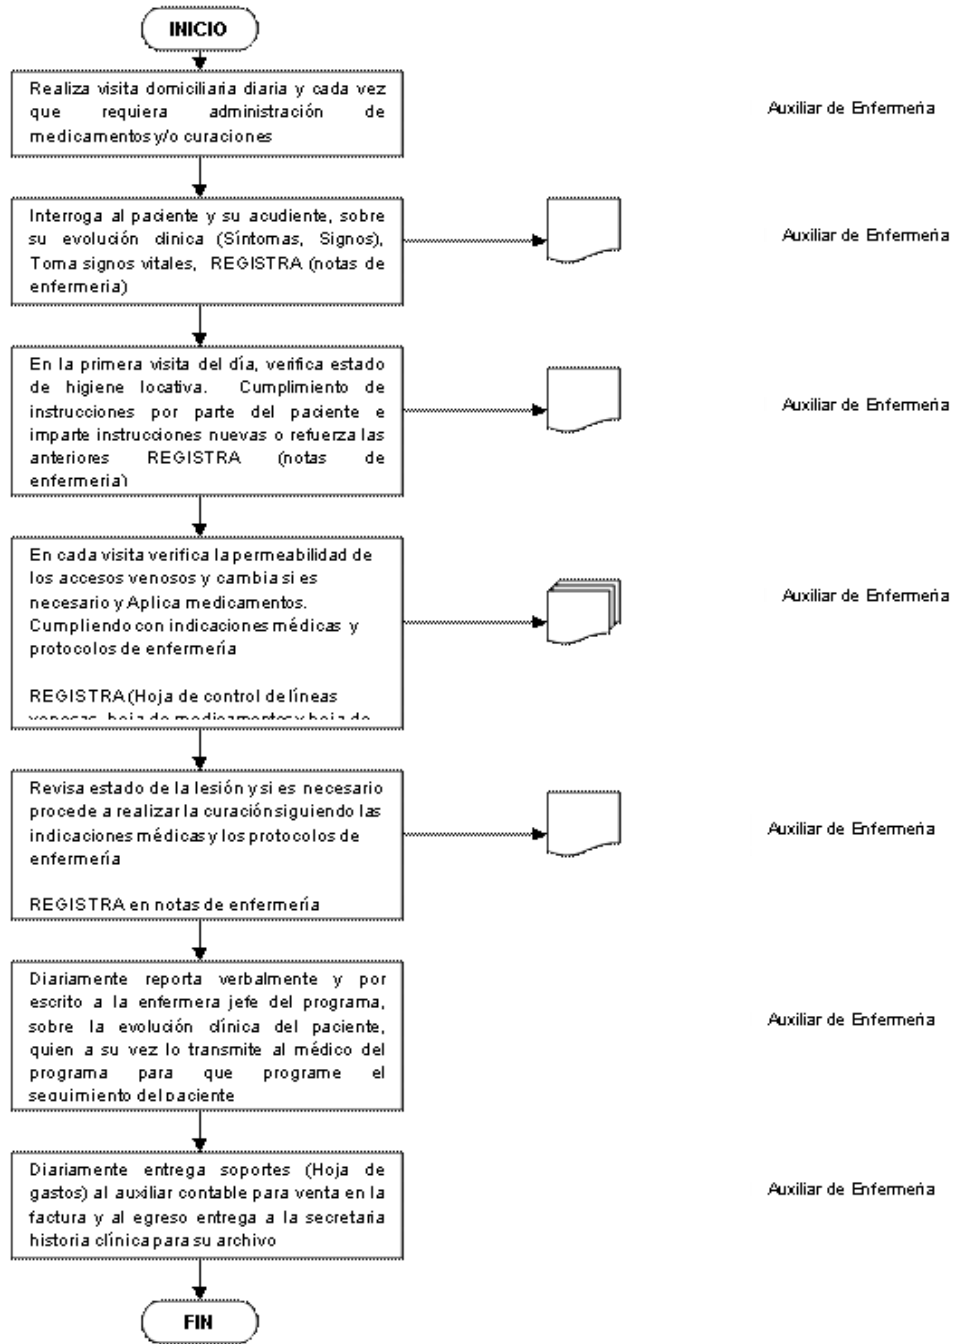 INICIO
Realiza visita domiciliaria diaria y cada vez
que requiera administración de
medicamentos y/o curaciones
Auxiliar de Enfermería
Interroga al paciente y su acudiente, sobre
su evolución clinica (Síntomas, Signos),
Toma signos vitales, REGISTRA (notas de
enfermeria)
Auxiliar de Enfermería
En la primera visita del día, verifica estado
de higiene locativa. Cumplimiento de
instrucciones por parte del paciente e
imparte instrucciones nuevas o refuerza las
anteriores REGISTRA (notas de
enfermeria)
Auxiliar de Enfermería
En cada visita verifica la permeabilidad de
los accesos venosos y cambia si es
necesario y Aplica medicamentos.
Cumpliendo con indicaciones médicas y
protocolos de enfermería
REGISTRA (Hoja de control de líneas
venosas, hoja de medicamentos y hoja de
Auxiliar de Enfermería
Revisa estado de la lesión y si es necesario
procede a realizar la curación siguiendo las
indicaciones médicas y los protocolos de
enfermería
REGISTRA en notas de enfermería
Auxiliar de Enfermería
Diariamente reporta verbalmente y por
escrito a la enfermera jefe del programa,
sobre la evolución clínica del paciente,
quien a su vez lo transmite al médico del
programa para que programe el
seguimiento del paciente
Auxiliar de Enfermería
Diariamente entrega soportes (Hoja de
gastos) al auxiliar contable para venta en la
factura y al egreso entrega a la secretaria
historia clínica para su archivo
Auxiliar de Enfermería
FIN